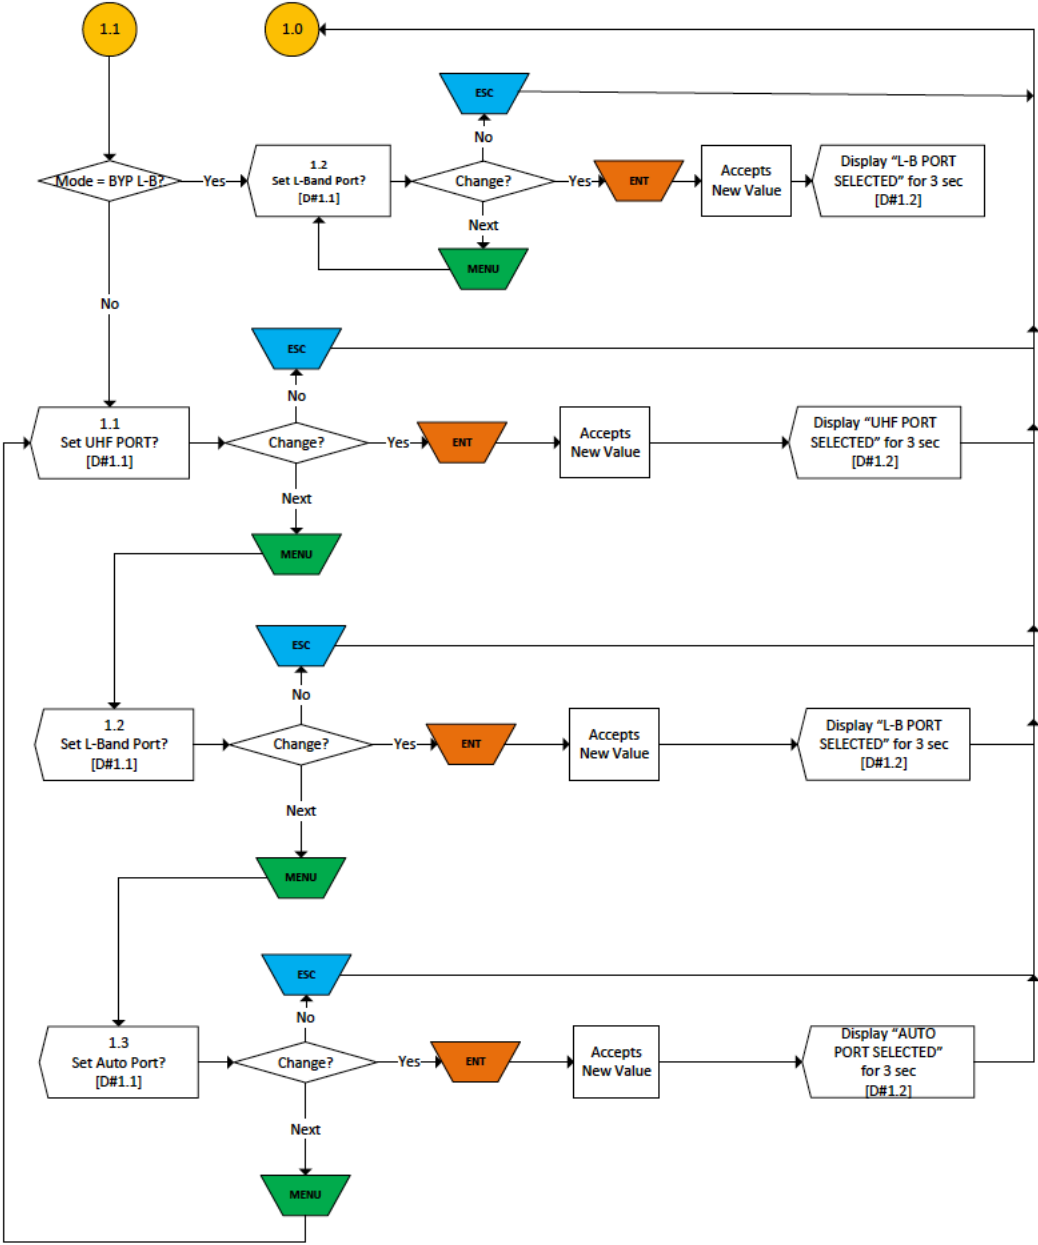 1.1
1.0
ESC
No
Mode = BYP L-B?
Yes
1.2
Set L-Band Port?
[D#1.1]
Change?
Yes
ENT
Accepts
New Value
Display “L-B PORT
SELECTED” for 3 sec
[D#1.2]
Next
MENU
No
ESC
No
1.1
Set UHF PORT?
[D#1.1]
Change?
Yes
ENT
Accepts
New Value
Display “UHF PORT
SELECTED” for 3 sec
[D#1.2]
Next
MENU
ESC
No
1.2
Set L-Band Port?
[D#1.1]
Change?
Yes
ENT
Accepts
New Value
Display “L-B PORT
SELECTED” for 3 sec
[D#1.2]
Next
MENU
ESC
No
1.3
Set Auto Port?
[D#1.1]
Change?
Yes
ENT
Accepts
New Value
Display “AUTO
PORT SELECTED”
for 3 sec
[D#1.2]
Next
MENU